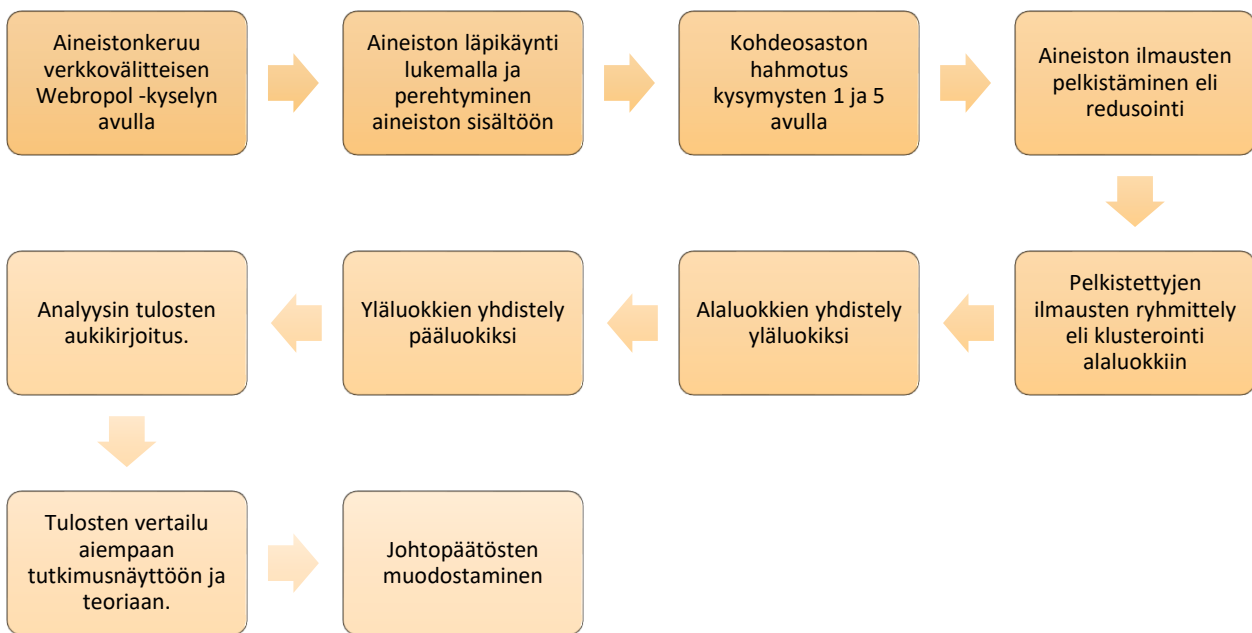 Aineistonkeruu
verkkovälitteisen
Webropol -kyselyn
avulla
Aineiston läpikäynti
lukemalla ja
perehtyminen
aineiston sisältöön
Kohdeosaston
hahmotus
kysymysten 1 ja 5
avulla
Aineiston ilmausten
pelkistäminen eli
redusointi
Pelkistettyjen
ilmausten ryhmittely
eli klusterointi
alaluokkiin
Alaluokkien yhdistely
yläluokiksi
Yläluokkien yhdistely
pääluokiksi
Analyysin tulosten
aukikirjoitus.
Tulosten vertailu
aiempaan
tutkimusnäyttöön ja
teoriaan.
Johtopäätösten
muodostaminen